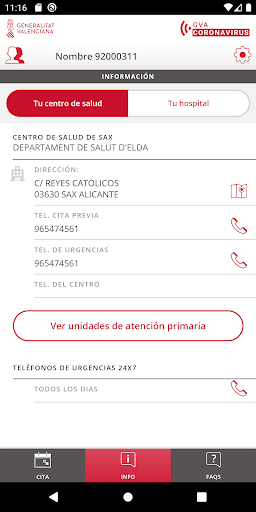 11:16
GENERALITAT
VALENCIANA
GVA
CORONAVIRUS
Nombre 92000311
INFORMACIÓN
Tu centro de salud
Tu hospital
CENTRO DE SALUD DE SAX
DEPARTAMENT DE SALUT D'ELDA
DIRECCIÓN:
C/ REYES CATOLICOS
03630 SAX ALICANTE
TEL. CITA PREVIA
965474561
TEL. DE URGENCIAS
965474561
TEL. DEL CENTRO
Ver unidades de atención primaria
TELÉFONOS DE URGENCIAS 24X7
TODOS LOS DIAS
CITA
INFO
FAQS